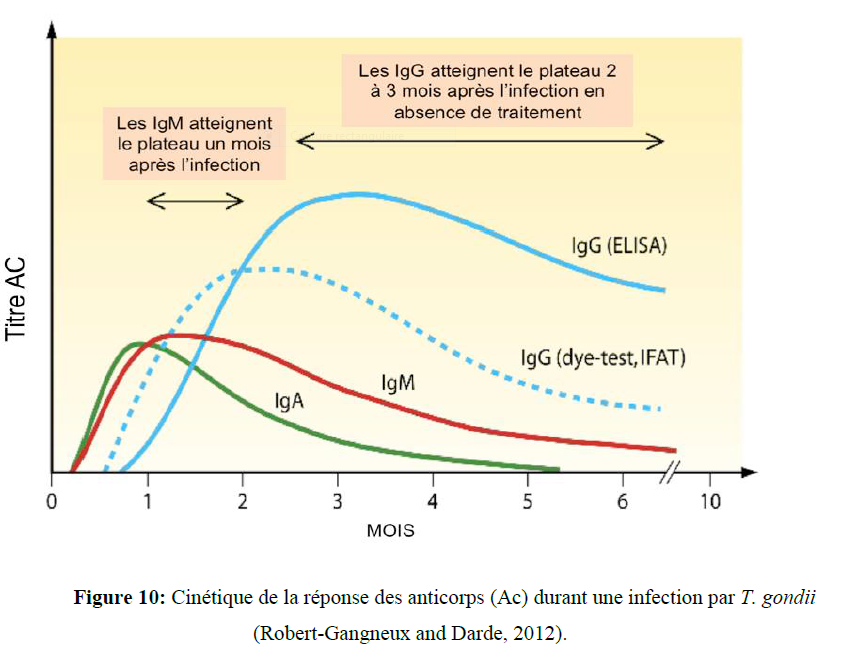 Les IgG atteignent le plateau 2
à 3 mois après l'infection en
absence de traitement
Les IgM atteignent
le plateau un mois
après l'infection
Titre AC
IgG (ELISA)
IgG (dye-test, IFAT)
IgM
IgA
0 1 2 3 4 5 6 10
MOIS
Figure 10: Cinétique de la réponse des anticorps (Ac) durant une infection par T. gondii
(Robert-Gangneux and Darde, 2012).